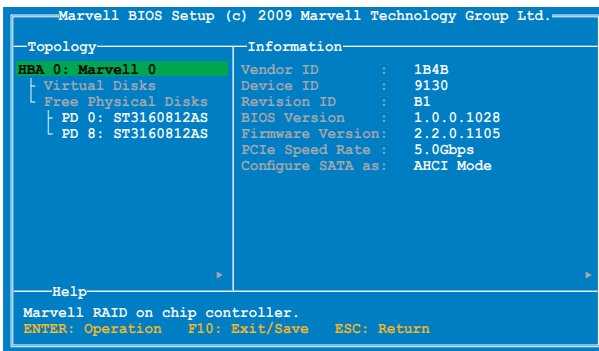 Marvell BIOS Setup (c) 2009 Marvell Technology Group Ltd.
Topology
HBA 0: Marvell 0
Virtual Disks
Free Physical Disks
PD 0: ST3160812AS
PD 8: ST3160812AS
Information
Vendor ID : 1B4B
Device ID : 9130
Revision ID : B1
BIOS Version : 1.0.0.1028
Firmware Version: 2.2.0.1105
PCIe Speed Rate : 5.0Gbps
Configure SATA as: AHCI Mode
Help
Marvell RAID on chip controller.
ENTER: Operation F10: Exit/Save ESC: Return